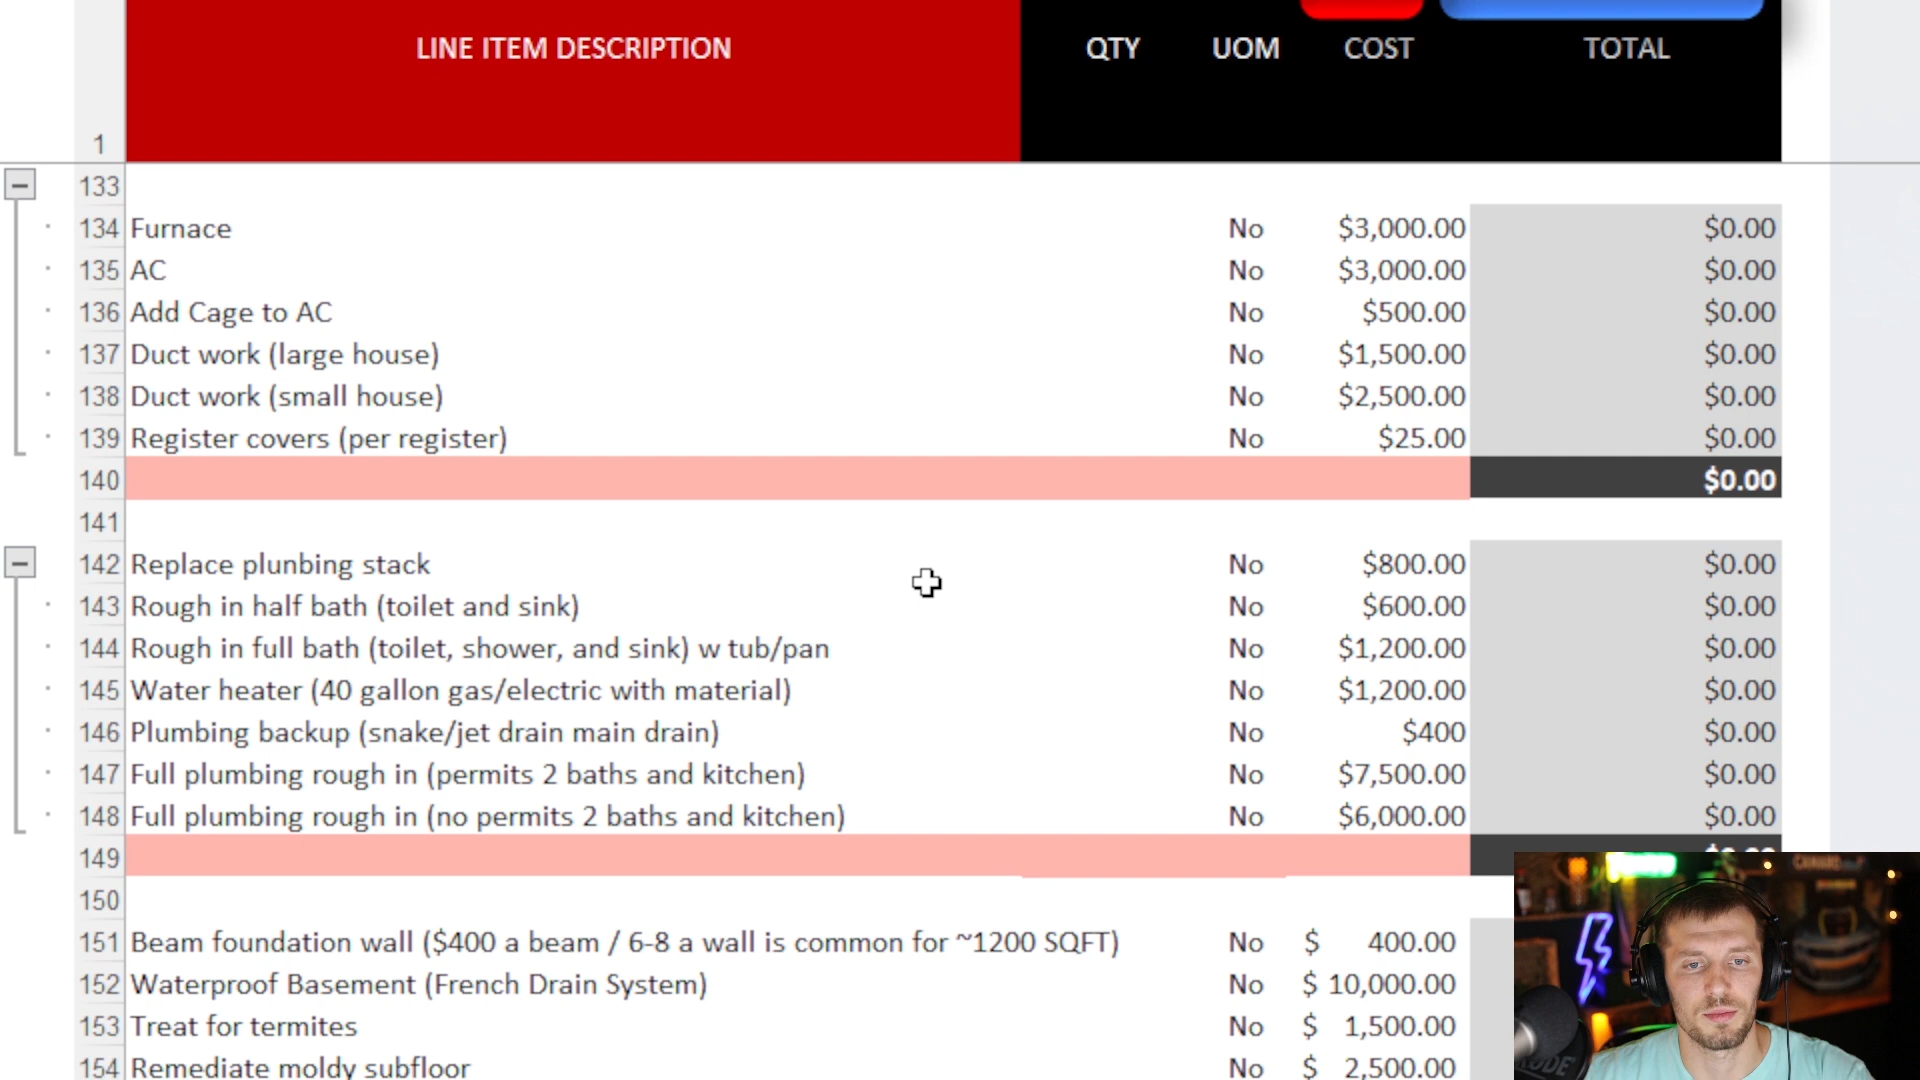 LINE ITEM DESCRIPTION QTY UOM COST TOTAL
1
133
134 Furnace No $3,000.00 $0.00
135 AC No $3,000.00 $0.00
136 Add Cage to AC No $500.00 $0.00
137 Duct work (large house) No $1,500.00 $0.00
138 Duct work (small house) No $2,500.00 $0.00
139 Register covers (per register) No $25.00 $0.00
140 $0.00
141
142 Replace plunbing stack No $800.00 $0.00
143 Rough in half bath (toilet and sink) No $600.00 $0.00
144 Rough in full bath (toilet, shower, and sink) w tub/pan No $1,200.00 $0.00
145 Water heater (40 gallon gas/electric with material) No $1,200.00 $0.00
146 Plumbing backup (snake/jet drain main drain) No $400 $0.00
147 Full plumbing rough in (permits 2 baths and kitchen) No $7,500.00 $0.00
148 Full plumbing rough in (no permits 2 baths and kitchen) No $6,000.00 $0.00
149
150
151 Beam foundation wall ($400 a beam / 6-8 a wall is common for ~1200 SQFT) No $ 400.00
152 Waterproof Basement (French Drain System) No $ 10,000.00
153 Treat for termites No $ 1,500.00
154 Remediate moldy subfloor No $ 2,500.00